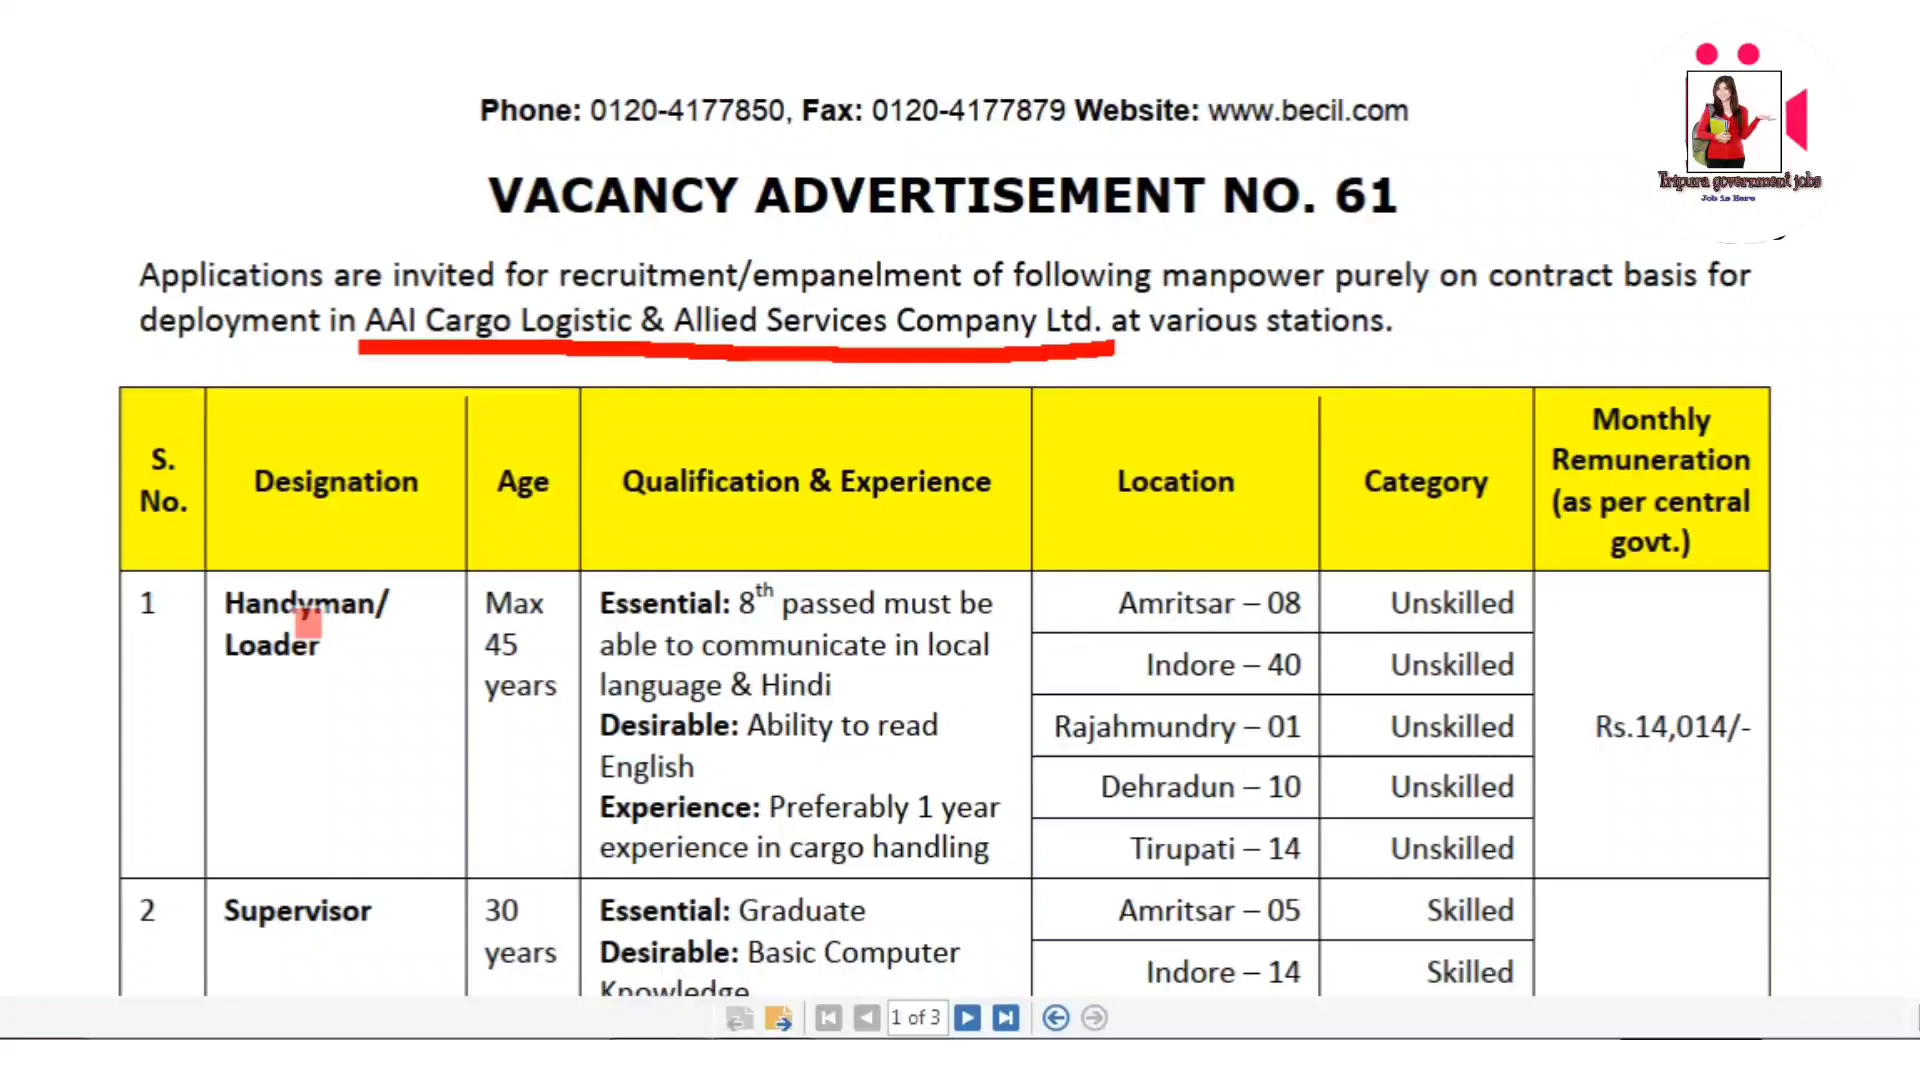 Phone: 0120-4177850, Fax: 0120-4177879 Website: www.becil.com
Tripura government jobs
Job is Here
VACANCY ADVERTISEMENT NO. 61
Applications are invited for recruitment/empanelment of following manpower purely on contract basis for
deployment in AAI Cargo Logistic & Allied Services Company Ltd. at various stations.
S. No.
Designation
Age
Qualification & Experience
Location
Category
Monthly
Remuneration
(as per central
govt.)
1
Handyman/
Loader
Max
45
years
Essential: 8th passed must be
able to communicate in local
language & Hindi
Desirable: Ability to read
English
Experience: Preferably 1 year
experience in cargo handling
Amritsar – 08 Unskilled
Indore – 40 Unskilled
Rajahmundry – 01 Unskilled
Dehradun – 10 Unskilled
Tirupati – 14 Unskilled
Rs.14,014/-
2
Supervisor
30
years
Essential: Graduate
Desirable: Basic Computer
Knowledge
Amritsar – 05 Skilled
Indore – 14 Skilled
1 of 3